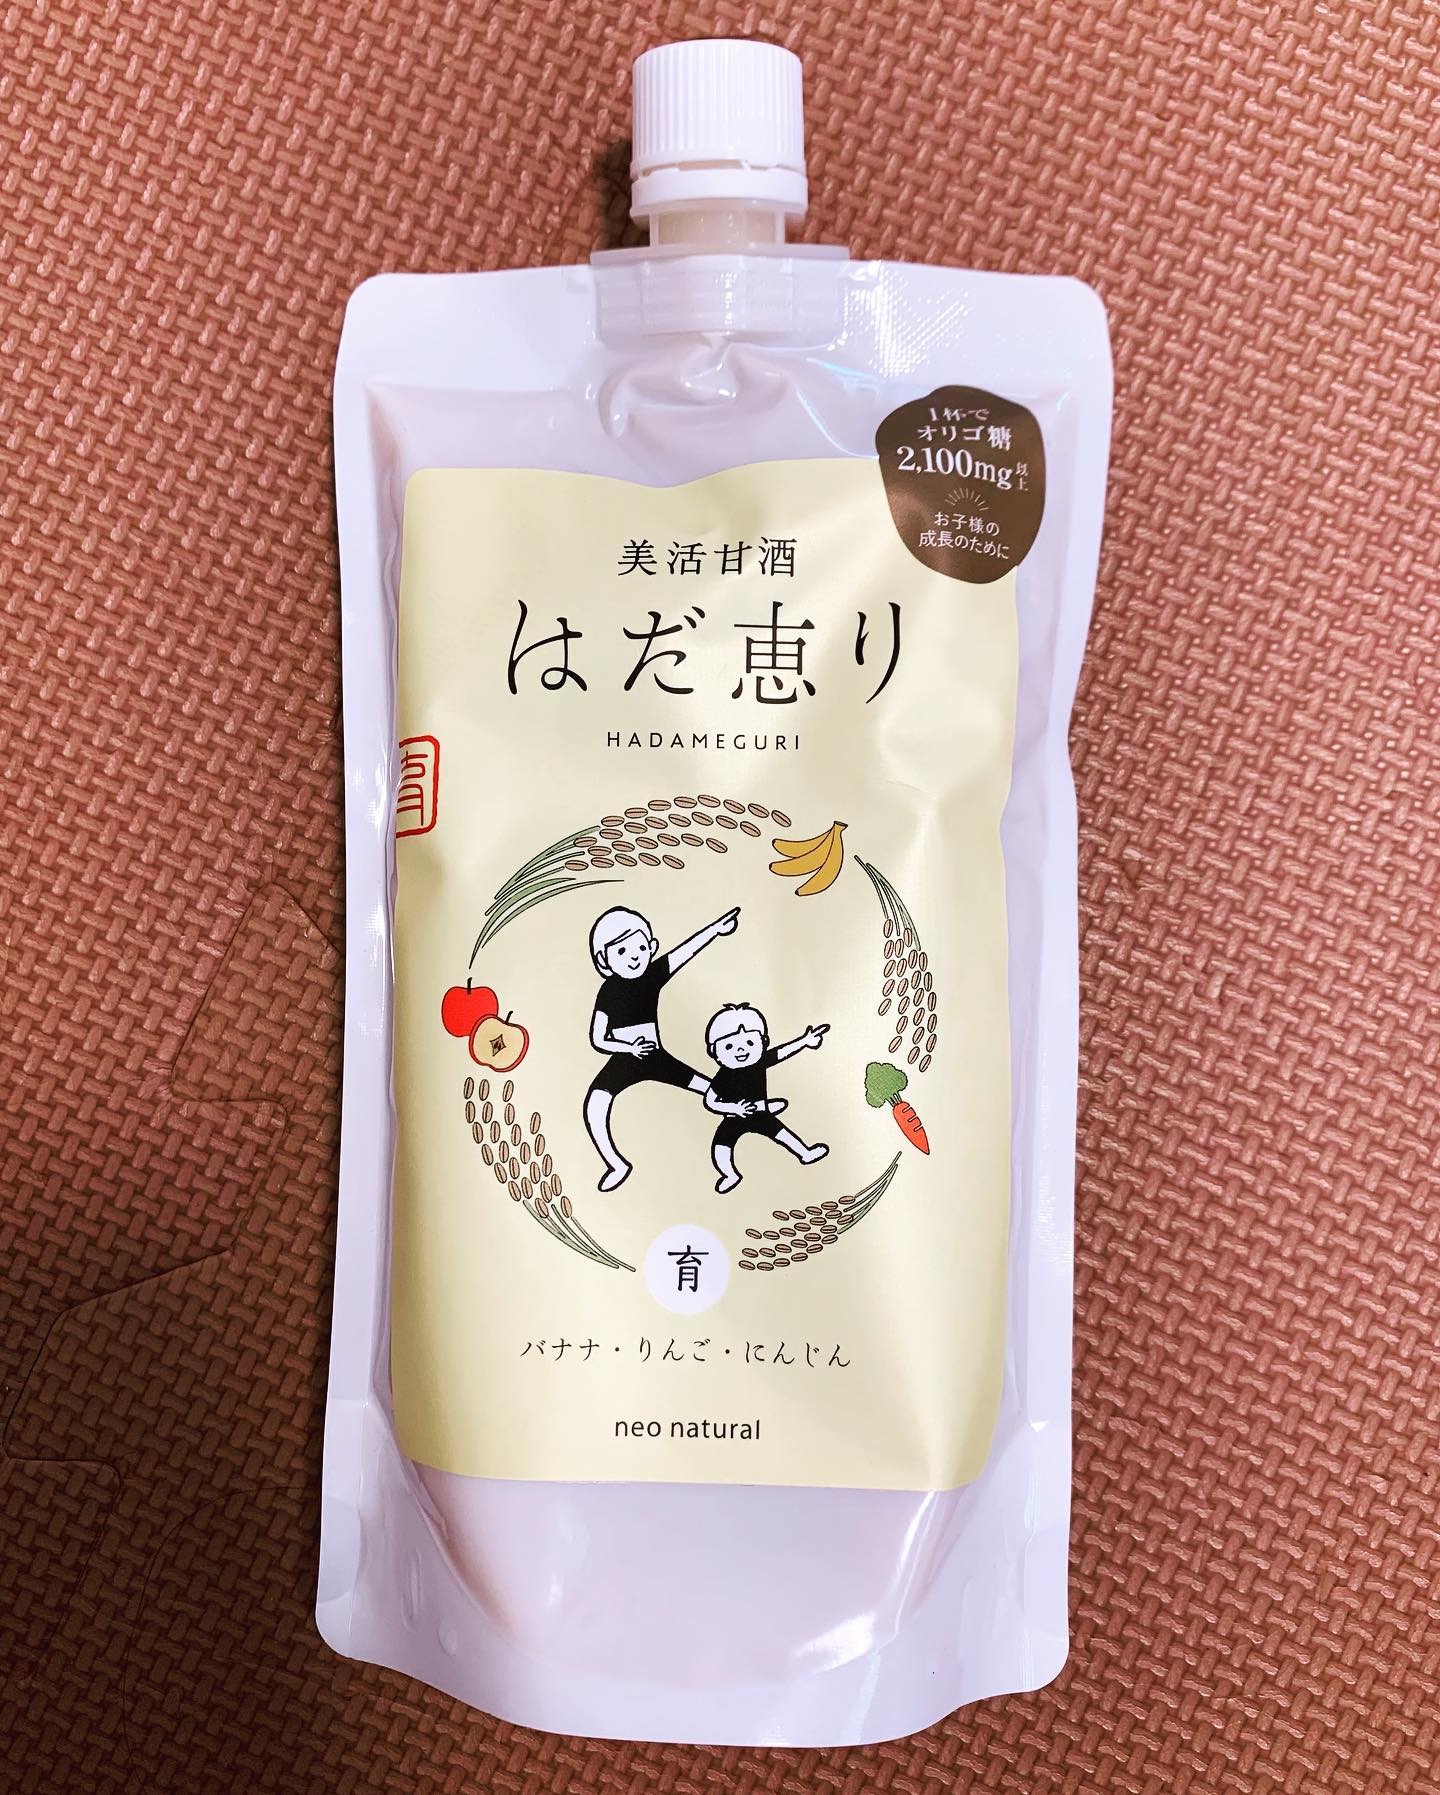 1杯で
オリゴ糖
2,100mg以上
お子様の
成長のために
美活甘酒
はだ恵り
HADAMEGURI
育
バナナ・りんご・にんじん
neo natural